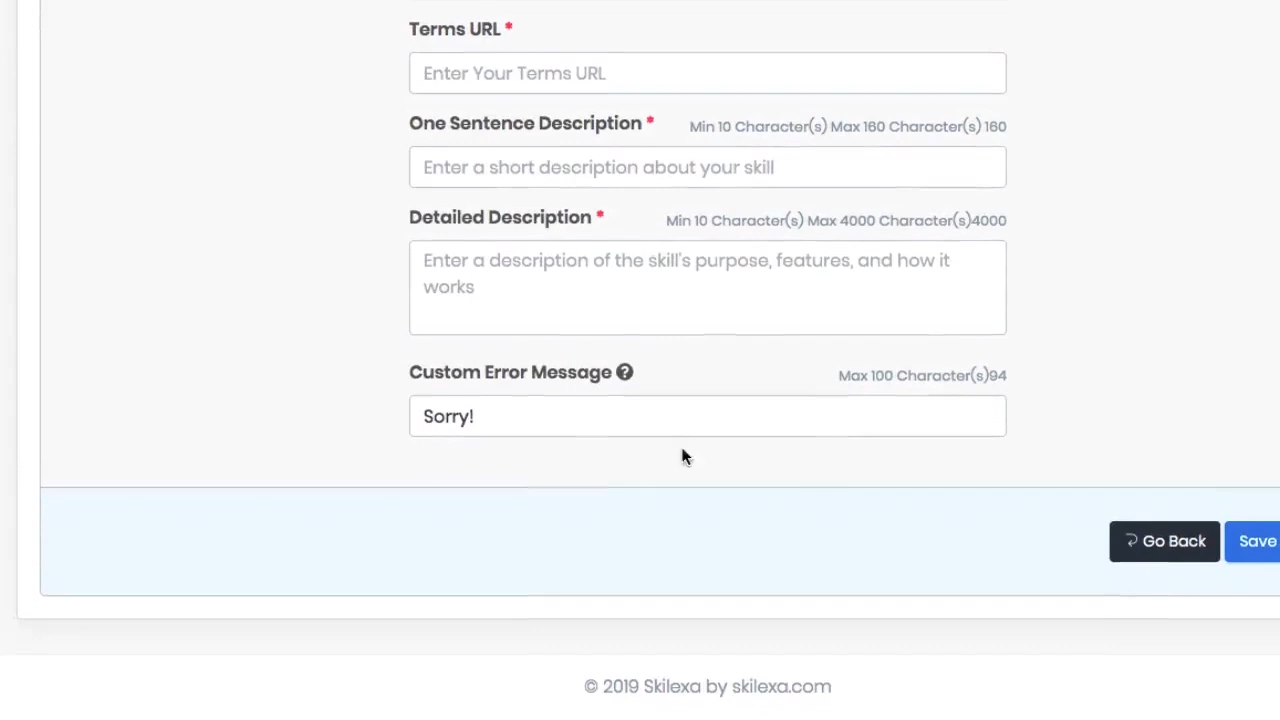 Terms URL *
Enter Your Terms URL
One Sentence Description * Min 10 Character(s) Max 160 Character(s) 160
Enter a short description about your skill
Detailed Description * Min 10 Character(s) Max 4000 Character(s)4000
Enter a description of the skill's purpose, features, and how it
works
Custom Error Message ? Max 100 Character(s)94
Sorry!
Go Back Save
© 2019 Skilexa by skilexa.com